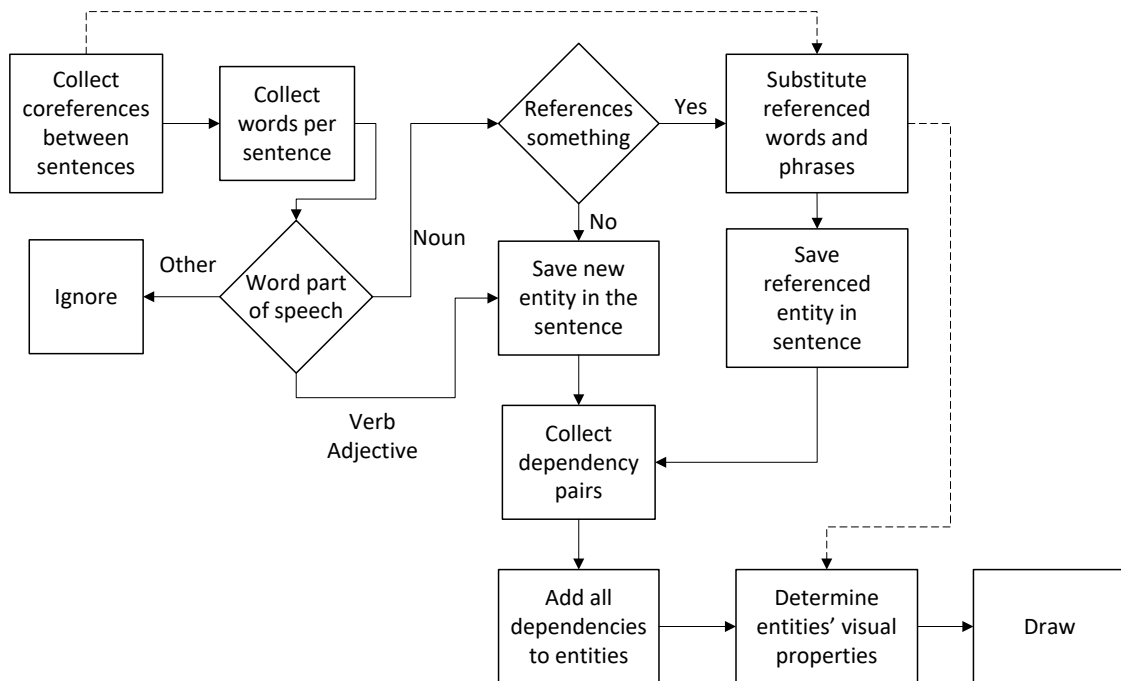 Collect
coreferences
between
sentences
Collect
words per
sentence
References
something
Yes
Substitute
referenced
words and
phrases
No
Noun
Other
Ignore
Word part
of speech
Save new
entity in the
sentence
Save
referenced
entity in
sentence
Verb
Adjective
Collect
dependency
pairs
Add all
dependencies
to entities
Determine
entities’ visual
properties
Draw